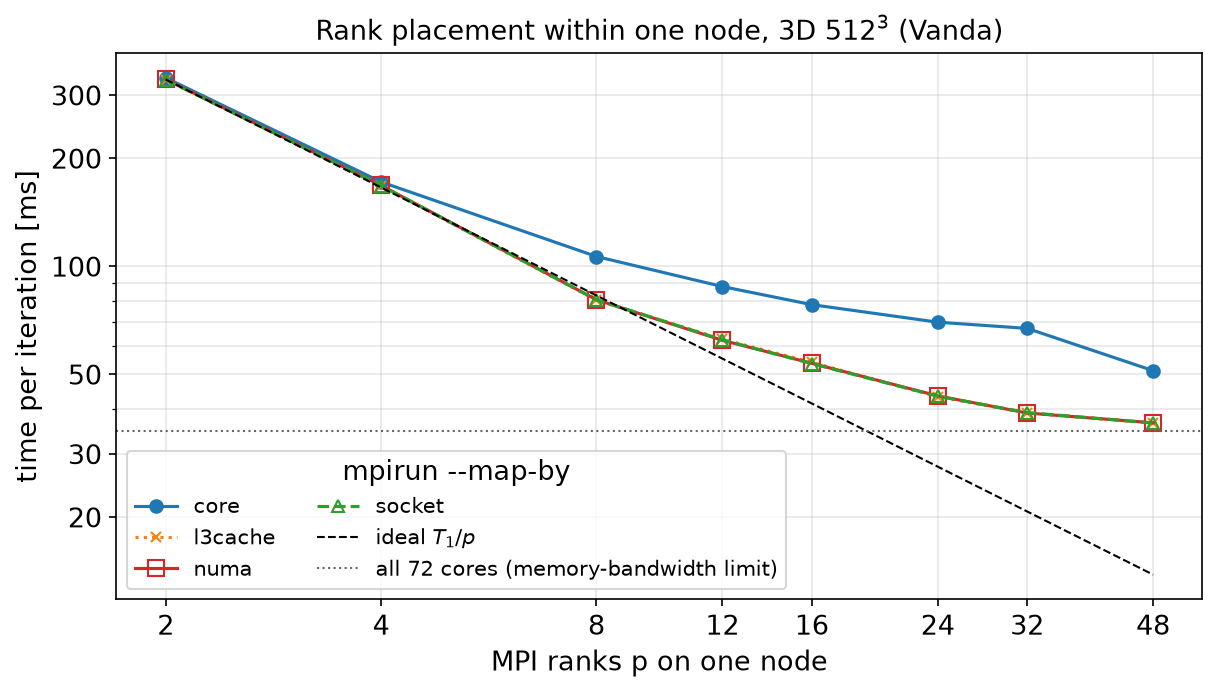 Rank placement within one node, 3D 512³ (Vanda)
time per iteration [ms]
300
200
100
50
30
20
mpirun --map-by
core
l3cache
numa
socket
ideal T₁/p
all 72 cores (memory-bandwidth limit)
2 4 8 12 16 24 32 48
MPI ranks p on one node